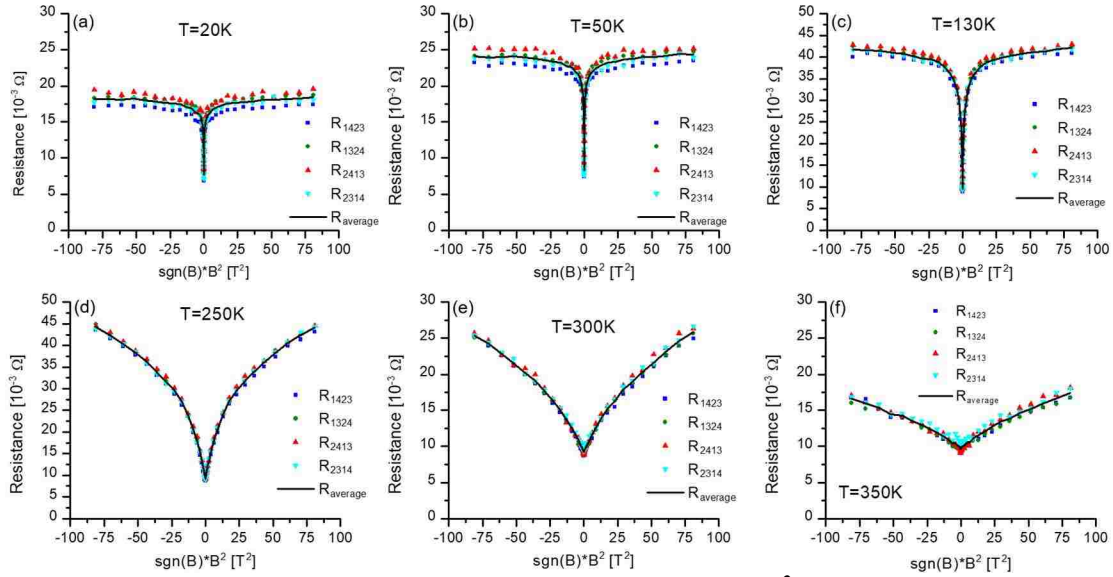 (a)
T=20K
Resistance [10⁻³ Ω]
30
25
20
15
10
5
0
-100 -75 -50 -25 0 25 50 75 100
sgn(B)*B² [T²]
R₁₄₂₃
R₁₃₂₄
R₂₄₁₃
R₂₃₁₄
R_average
(b)
T=50K
Resistance [10⁻³ Ω]
30
25
20
15
10
5
0
-100 -75 -50 -25 0 25 50 75 100
sgn(B)*B² [T²]
R₁₄₂₃
R₁₃₂₄
R₂₄₁₃
R₂₃₁₄
R_average
(c)
T=130K
Resistance [10⁻³ Ω]
50
45
40
35
30
25
20
15
10
5
0
-100 -75 -50 -25 0 25 50 75 100
sgn(B)*B² [T²]
R₁₄₂₃
R₁₃₂₄
R₂₄₁₃
R₂₃₁₄
R_average
(d)
T=250K
Resistance [10⁻³ Ω]
50
45
40
35
30
25
20
15
10
5
0
-100 -75 -50 -25 0 25 50 75 100
sgn(B)*B² [T²]
R₁₄₂₃
R₁₃₂₄
R₂₄₁₃
R₂₃₁₄
R_average
(e)
T=300K
Resistance [10⁻³ Ω]
30
25
20
15
10
5
0
-100 -75 -50 -25 0 25 50 75 100
sgn(B)*B² [T²]
R₁₄₂₃
R₁₃₂₄
R₂₄₁₃
R₂₃₁₄
R_average
(f)
Resistance [10⁻³ Ω]
30
25
20
15
10
5
0
-100 -75 -50 -25 0 25 50 75 100
sgn(B)*B² [T²]
R₁₄₂₃
R₁₃₂₄
R₂₄₁₃
R₂₃₁₄
R_average
T=350K